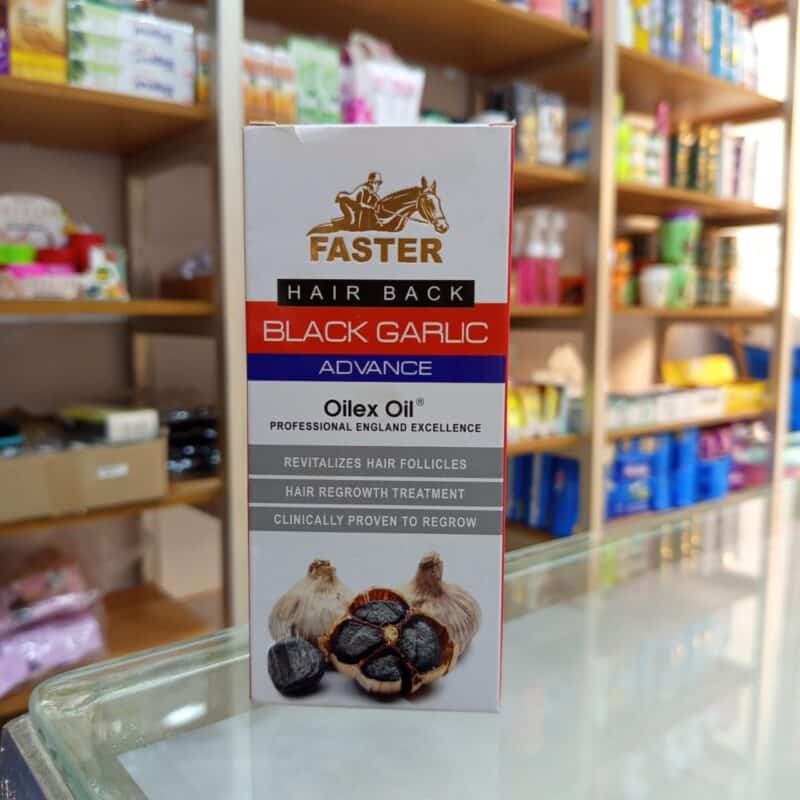 FASTER
HAIR BACK
BLACK GARLIC
ADVANCE
Oilex Oil®
PROFESSIONAL ENGLAND EXCELLENCE
REVITALIZES HAIR FOLLICLES
HAIR REGROWTH TREATMENT
CLINICALLY PROVEN TO REGROW